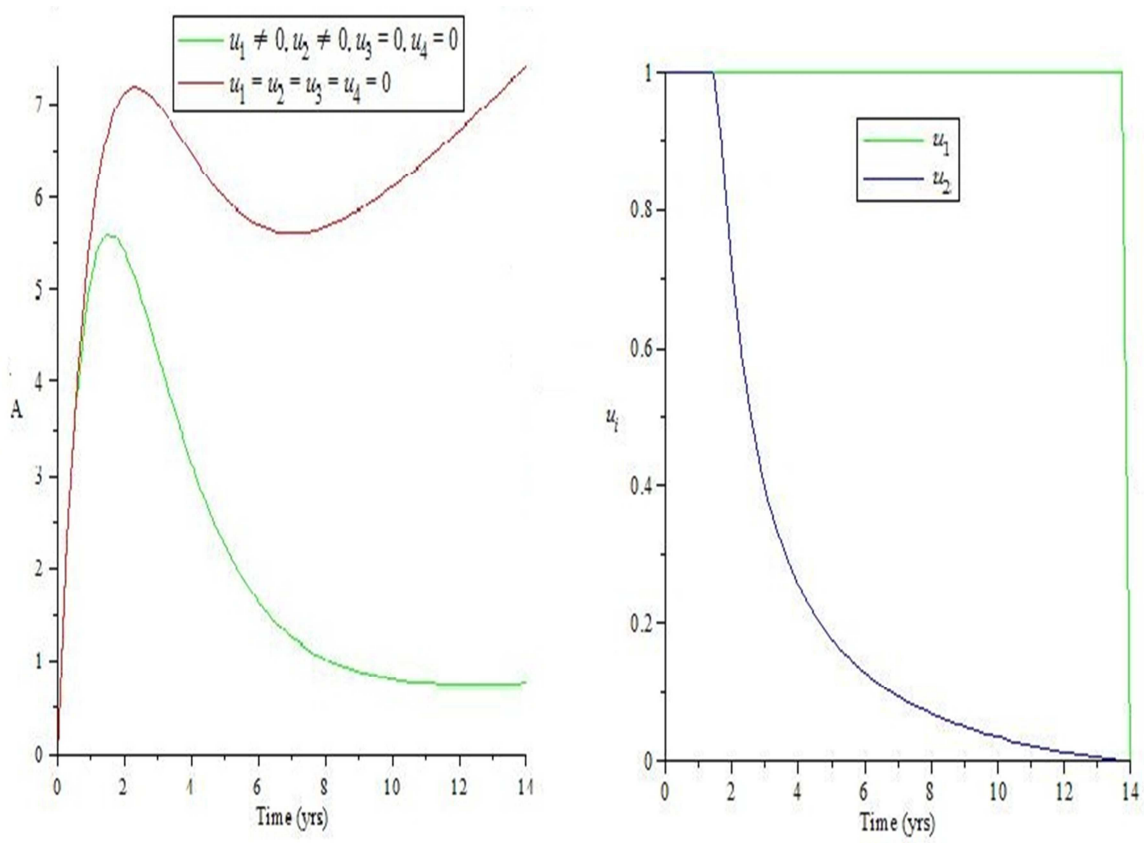 u₁ ≠ 0, u₂ ≠ 0, u₃ = 0, u₄ = 0
u₁ = u₂ = u₃ = u₄ = 0
7
6
5
4
3
2
1
0
A
0 2 4 6 8 10 12 14
Time (yrs)
u₁
u₂
1
0.8
0.6
0.4
0.2
0
uᵢ
0 2 4 6 8 10 12 14
Time (yrs)